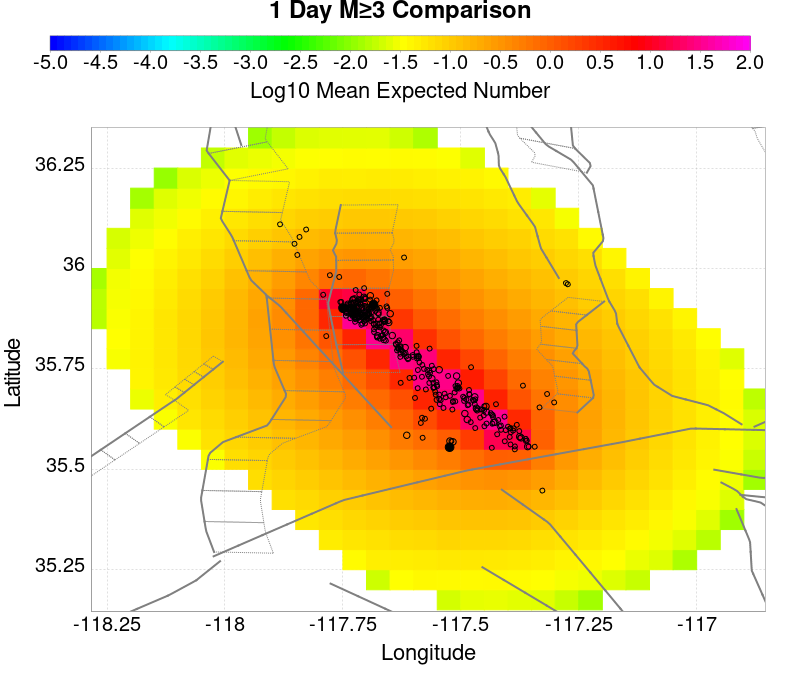 1 Day M≥3 Comparison
-5.0 -4.5 -4.0 -3.5 -3.0 -2.5 -2.0 -1.5 -1.0 -0.5 0.0 0.5 1.0 1.5 2.0
Log10 Mean Expected Number
36.25
36
35.75
35.5
35.25
Latitude
-118.25 -118 -117.75 -117.5 -117.25 -117
Longitude